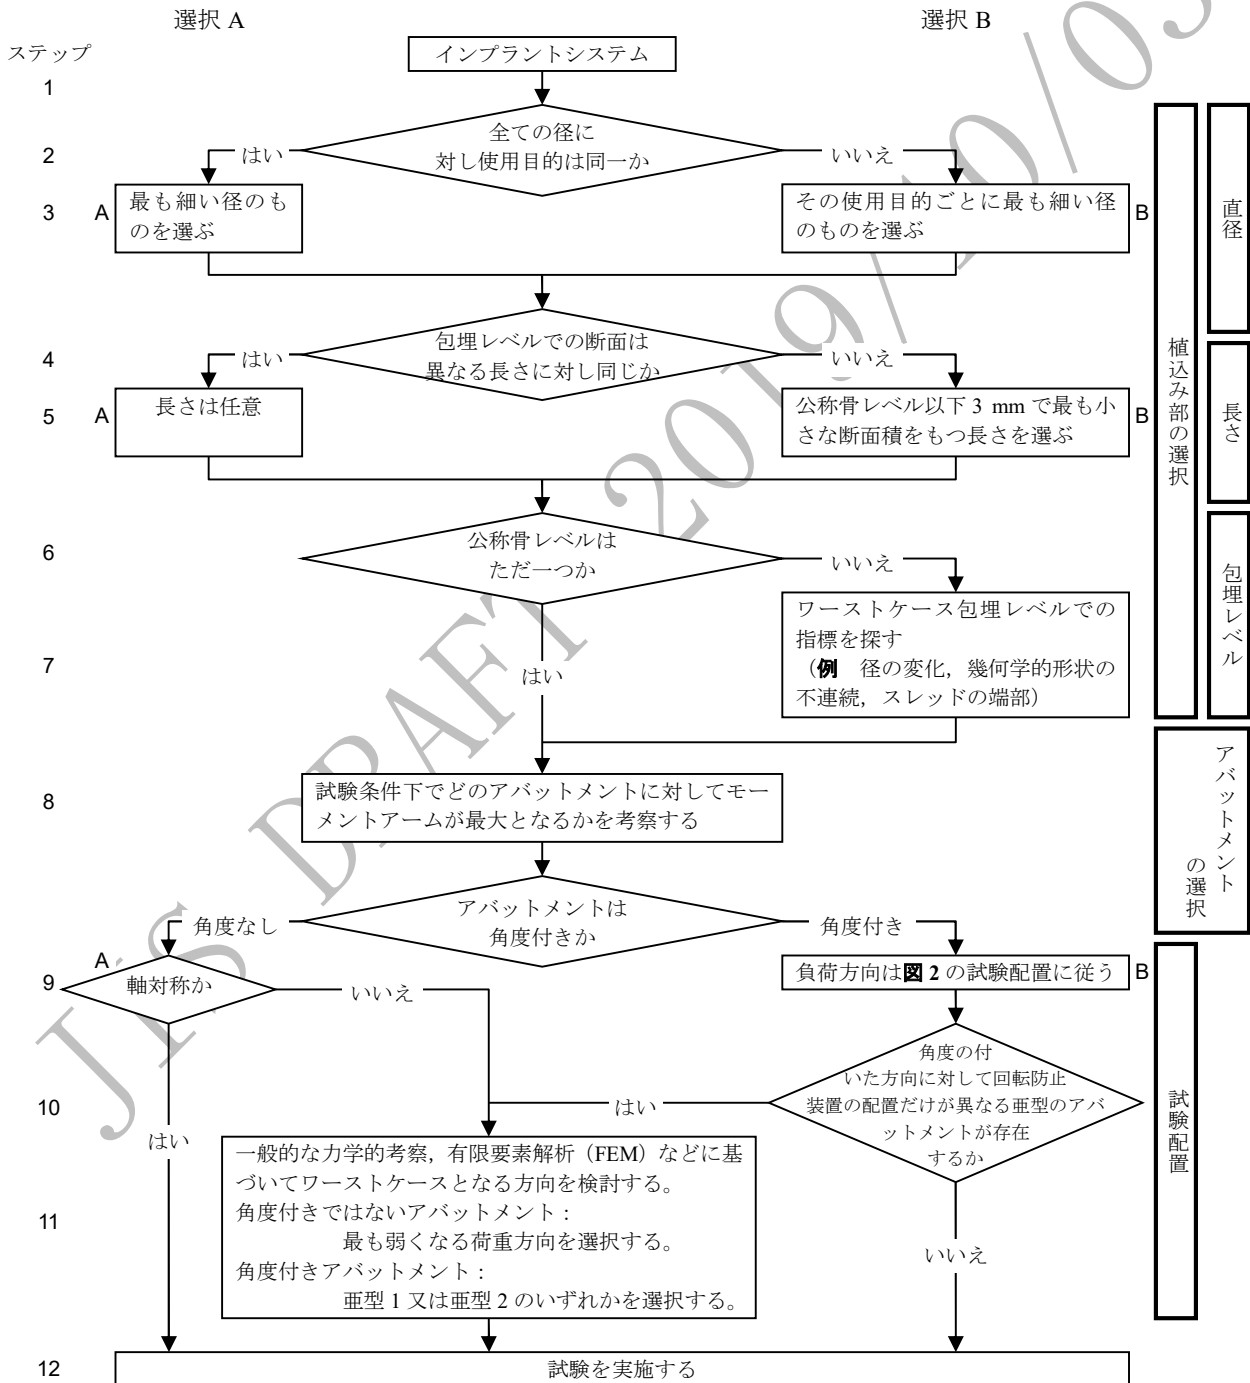 選択 A
選択 B
ステップ
インプラントシステム
1
全ての径に
対し使用目的は同一か
2
はい
いいえ
3
A
最も細い径のも
のを選ぶ
その使用目的ごとに最も細い径
のものを選ぶ
B
直径
包埋レベルでの断面は
異なる長さに対し同じか
4
はい
いいえ
5
A
長さは任意
公称骨レベル以下 3 mm で最も小
さな断面積をもつ長さを選ぶ
B
長さ
植込み部の選択
公称骨レベルは
ただ一つか
6
いいえ
はい
7
ワーストケース包埋レベルでの
指標を探す
（例　径の変化，幾何学的形状の
不連続，スレッドの端部）
包埋レベル
8
試験条件下でどのアバットメントに対してモー
メントアームが最大となるかを考察する
アバットメント
の選択
アバットメントは
角度付きか
角度なし
角度付き
9
A
軸対称か
いいえ
はい
負荷方向は図 2 の試験配置に従う
B
10
角度の付
いた方向に対して回転防止
装置の配置だけが異なる亜型のアバ
ットメントが存在
するか
はい
いいえ
11
一般的な力学的考察，有限要素解析（FEM）などに基
づいてワーストケースとなる方向を検討する。
角度付きではないアバットメント：
最も弱くなる荷重方向を選択する。
角度付きアバットメント：
亜型 1 又は亜型 2 のいずれかを選択する。
試験配置
12
試験を実施する
JIS DRAFT 2019/10/03